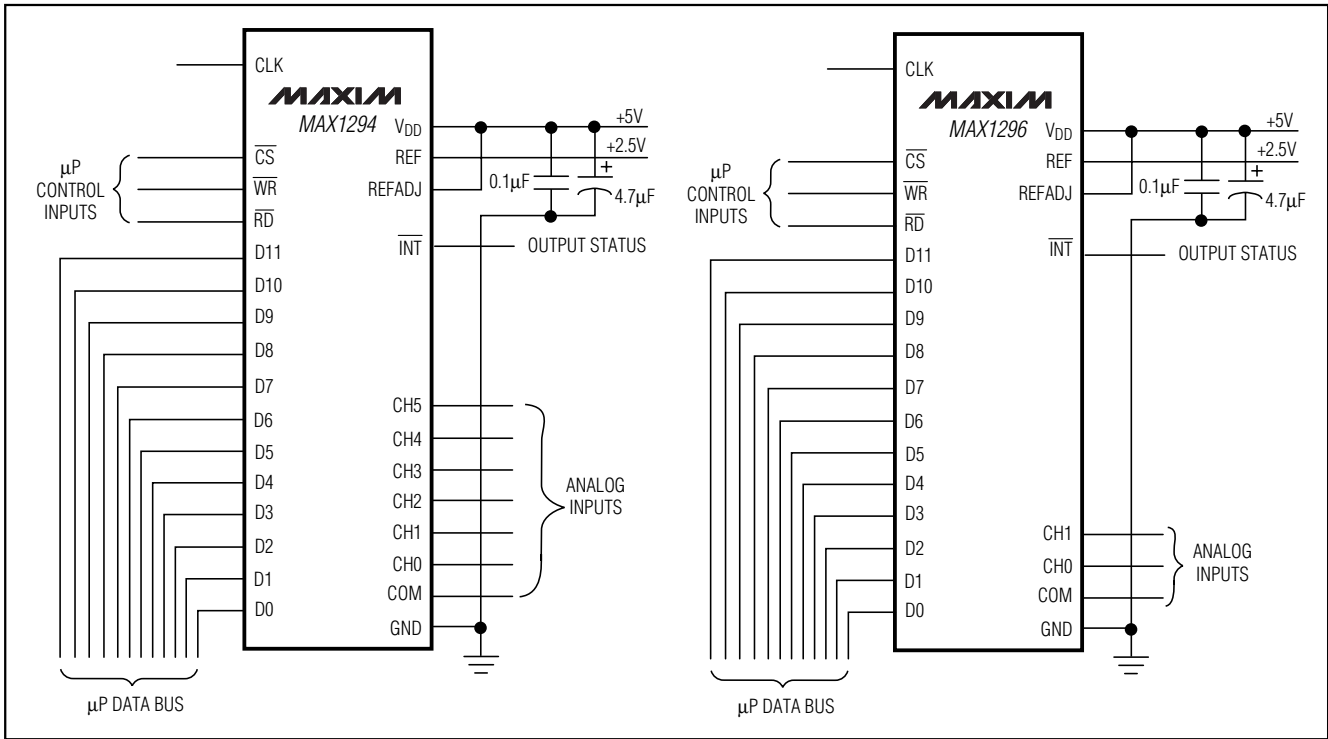 CLK
MAXIM
MAX1294
VDD
+5V
REF
+2.5V
REFADJ
0.1µF
+
4.7µF
µP
CONTROL
INPUTS
CS
WR
RD
INT
OUTPUT STATUS
D11
D10
D9
D8
D7
D6
D5
D4
D3
D2
D1
D0
CH5
CH4
CH3
CH2
CH1
CH0
COM
ANALOG
INPUTS
GND
µP DATA BUS
CLK
MAXIM
MAX1296
VDD
+5V
REF
+2.5V
REFADJ
0.1µF
+
4.7µF
µP
CONTROL
INPUTS
CS
WR
RD
INT
OUTPUT STATUS
D11
D10
D9
D8
D7
D6
D5
D4
D3
D2
D1
D0
CH1
CH0
COM
ANALOG
INPUTS
GND
µP DATA BUS